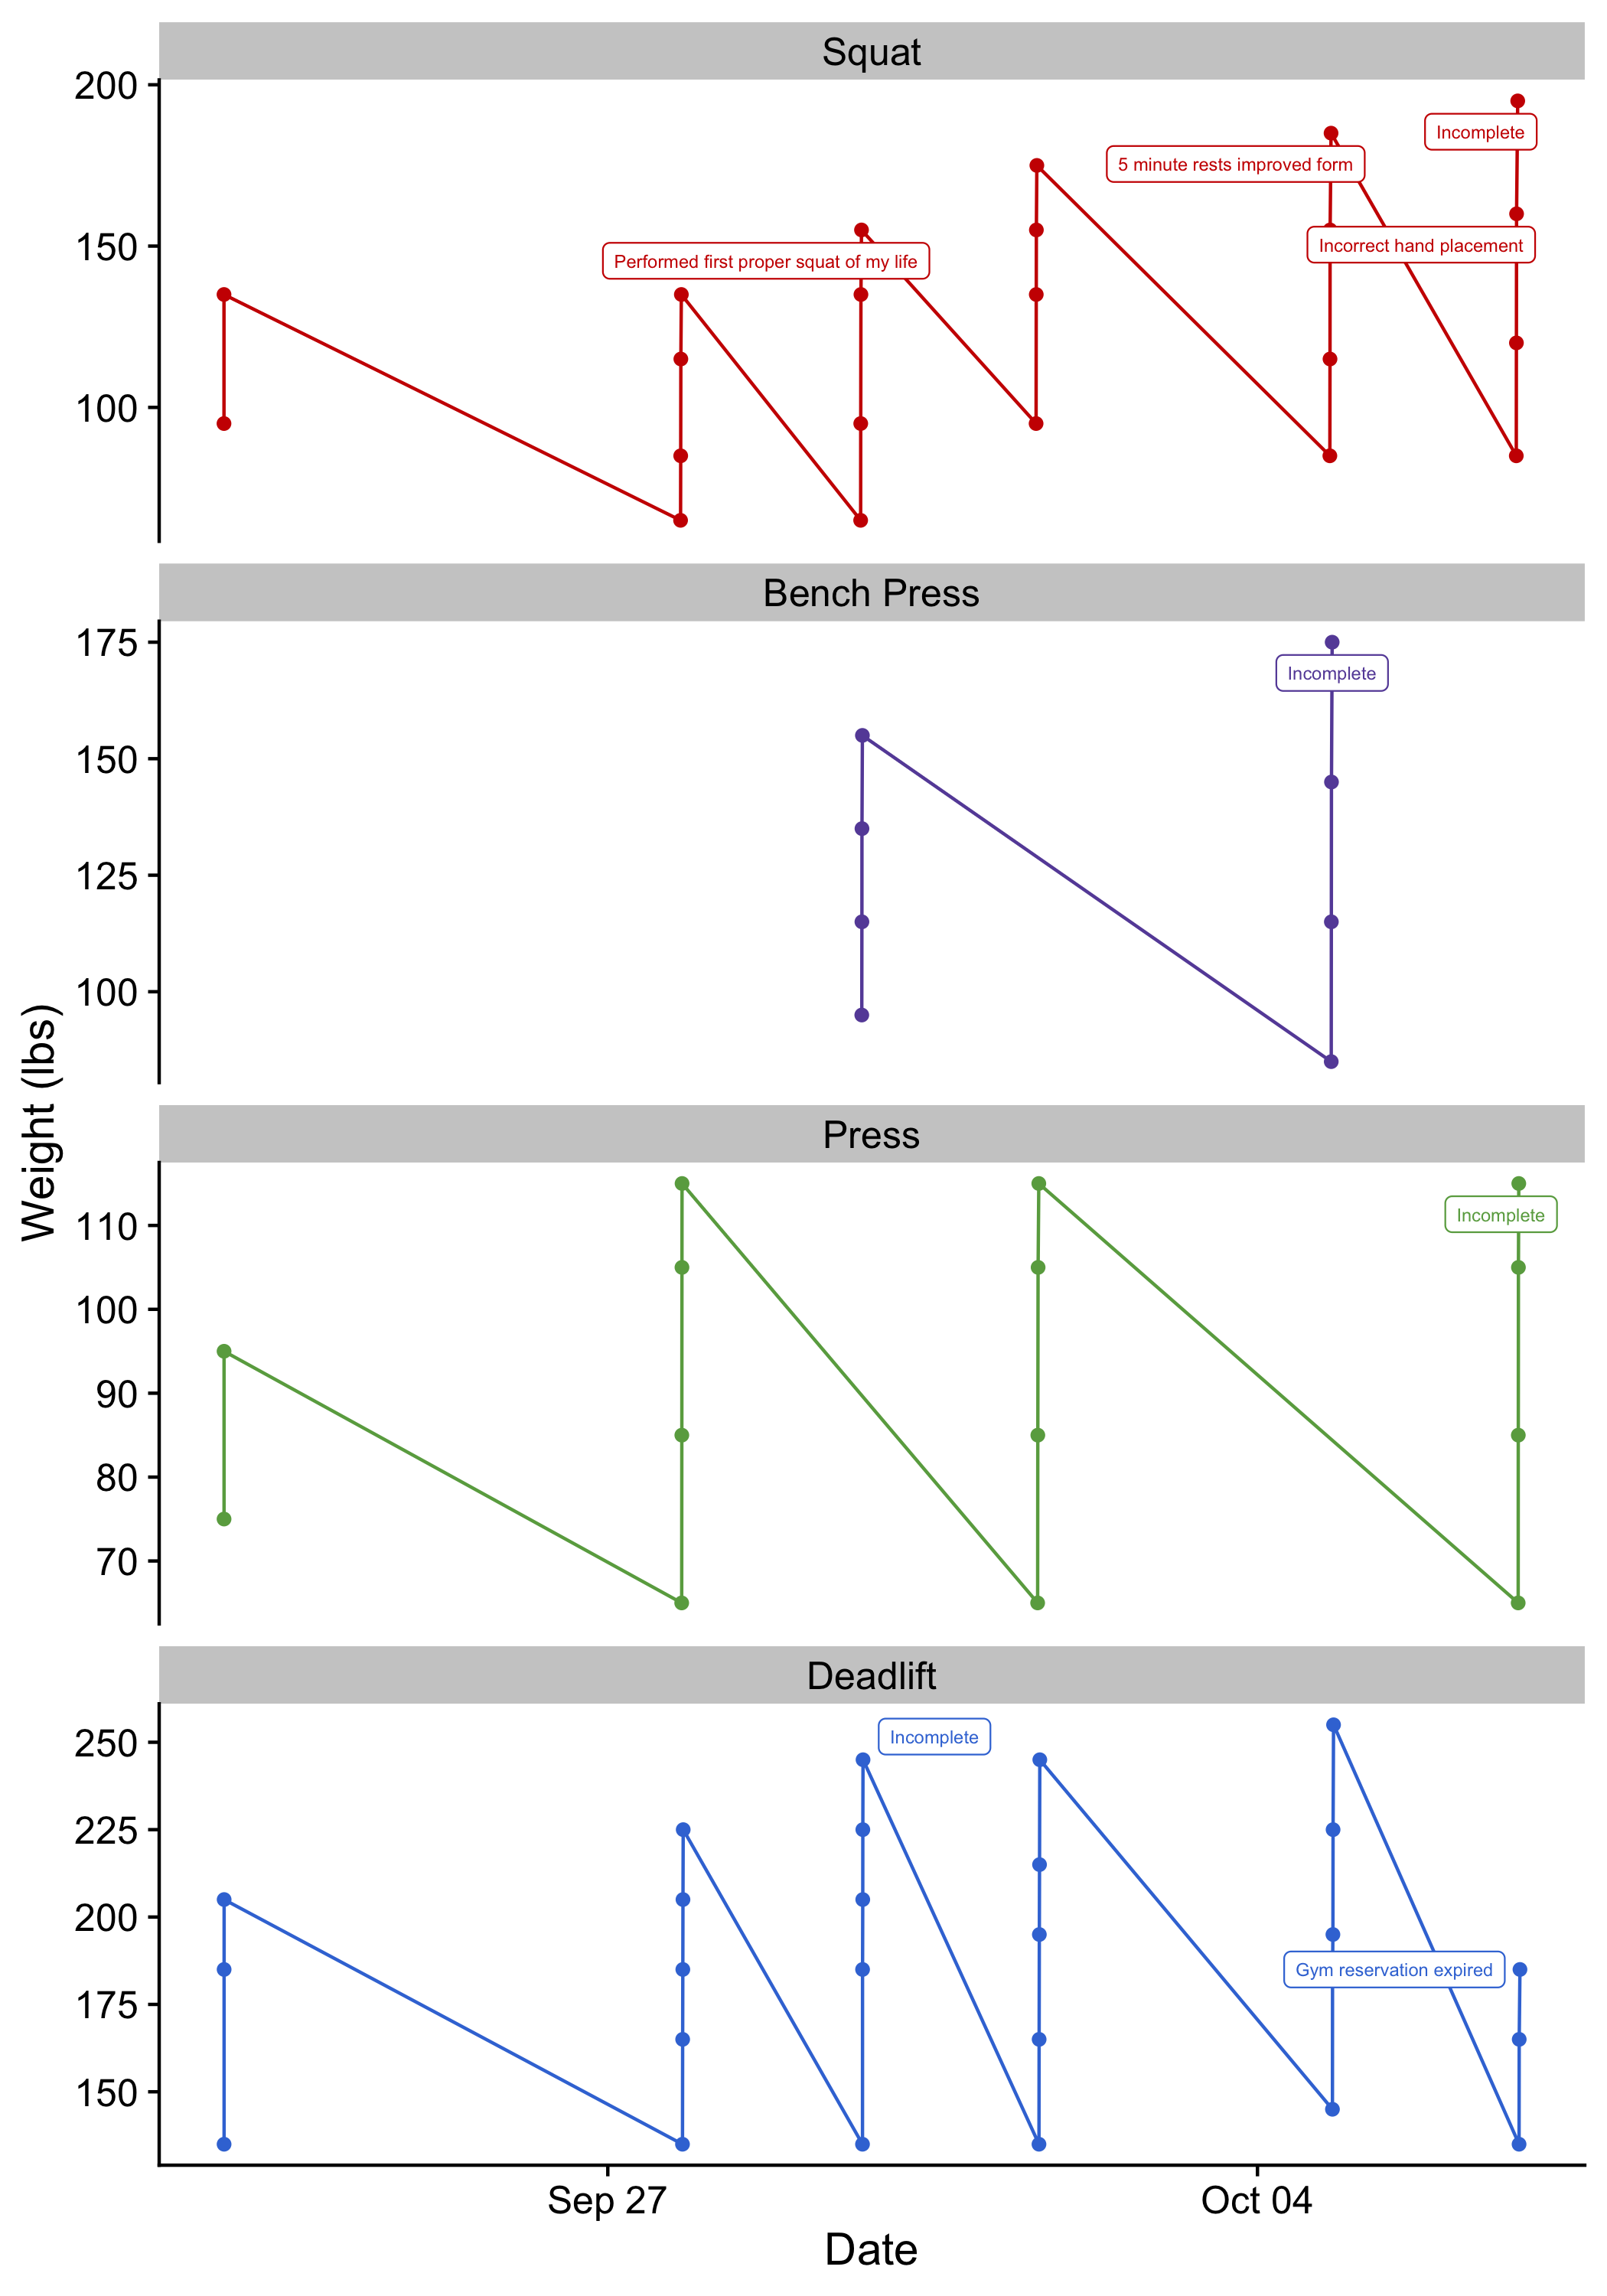 Squat
200
150
100
Incomplete
5 minute rests improved form
Incorrect hand placement
Performed first proper squat of my life
Bench Press
175
150
125
100
Incomplete
Weight (lbs)
Press
110
100
90
80
70
Incomplete
Deadlift
250
225
200
175
150
Incomplete
Gym reservation expired
Sep 27
Oct 04
Date